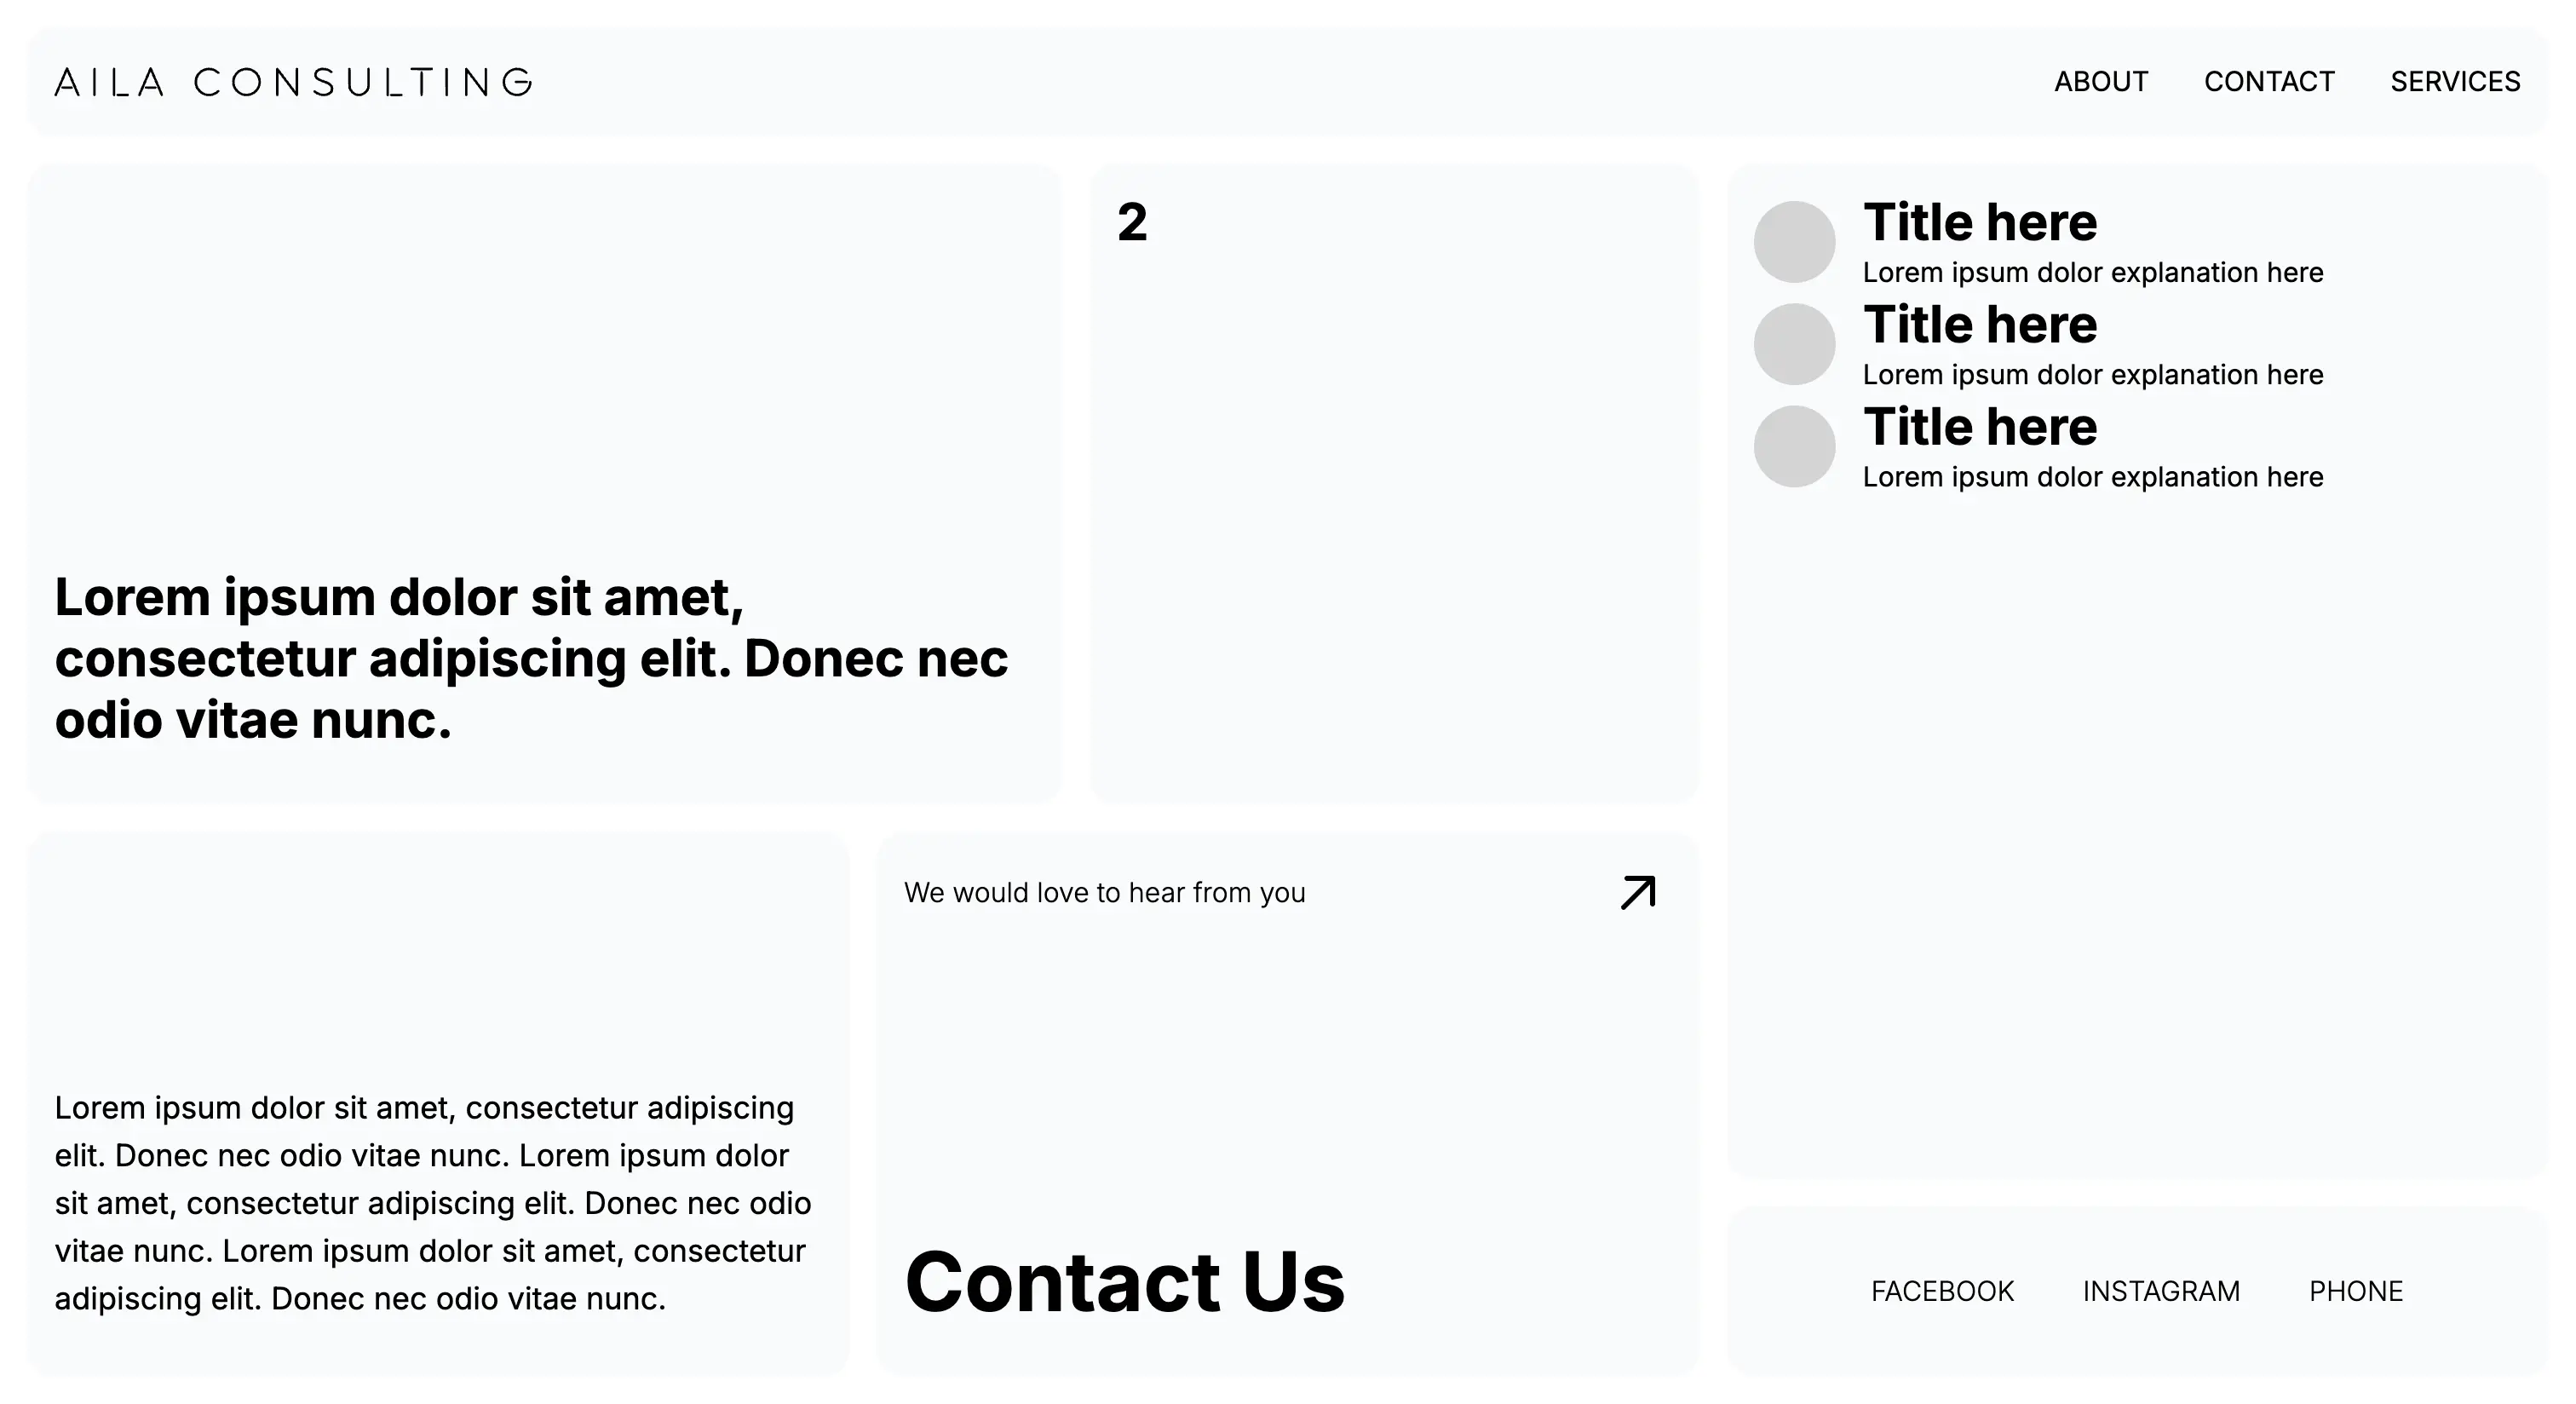 AILA CONSULTING
ABOUT
CONTACT
SERVICES
Lorem ipsum dolor sit amet,
consectetur adipiscing elit. Donec nec
odio vitae nunc.
2
Title here
Lorem ipsum dolor explanation here
Title here
Lorem ipsum dolor explanation here
Title here
Lorem ipsum dolor explanation here
Lorem ipsum dolor sit amet, consectetur adipiscing
elit. Donec nec odio vitae nunc. Lorem ipsum dolor
sit amet, consectetur adipiscing elit. Donec nec odio
vitae nunc. Lorem ipsum dolor sit amet, consectetur
adipiscing elit. Donec nec odio vitae nunc.
We would love to hear from you
Contact Us
FACEBOOK
INSTAGRAM
PHONE